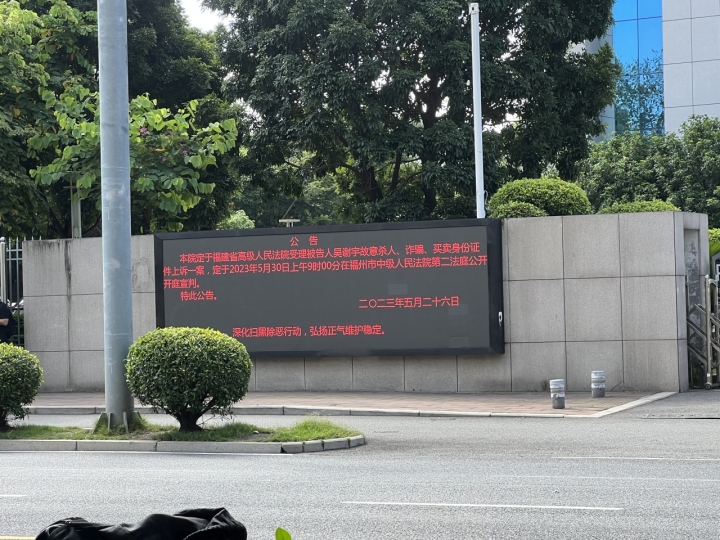 公 告
本院定于福建省高级人民法院受理被告人吴谢宇故意杀人、诈骗、买卖身份证
件上诉一案，定于2023年5月30日上午9时00分在福州市中级人民法院第二法庭公开
开庭宣判。
特此公告。
二〇二三年五月二十六日
深化扫黑除恶行动，弘扬正气维护稳定。